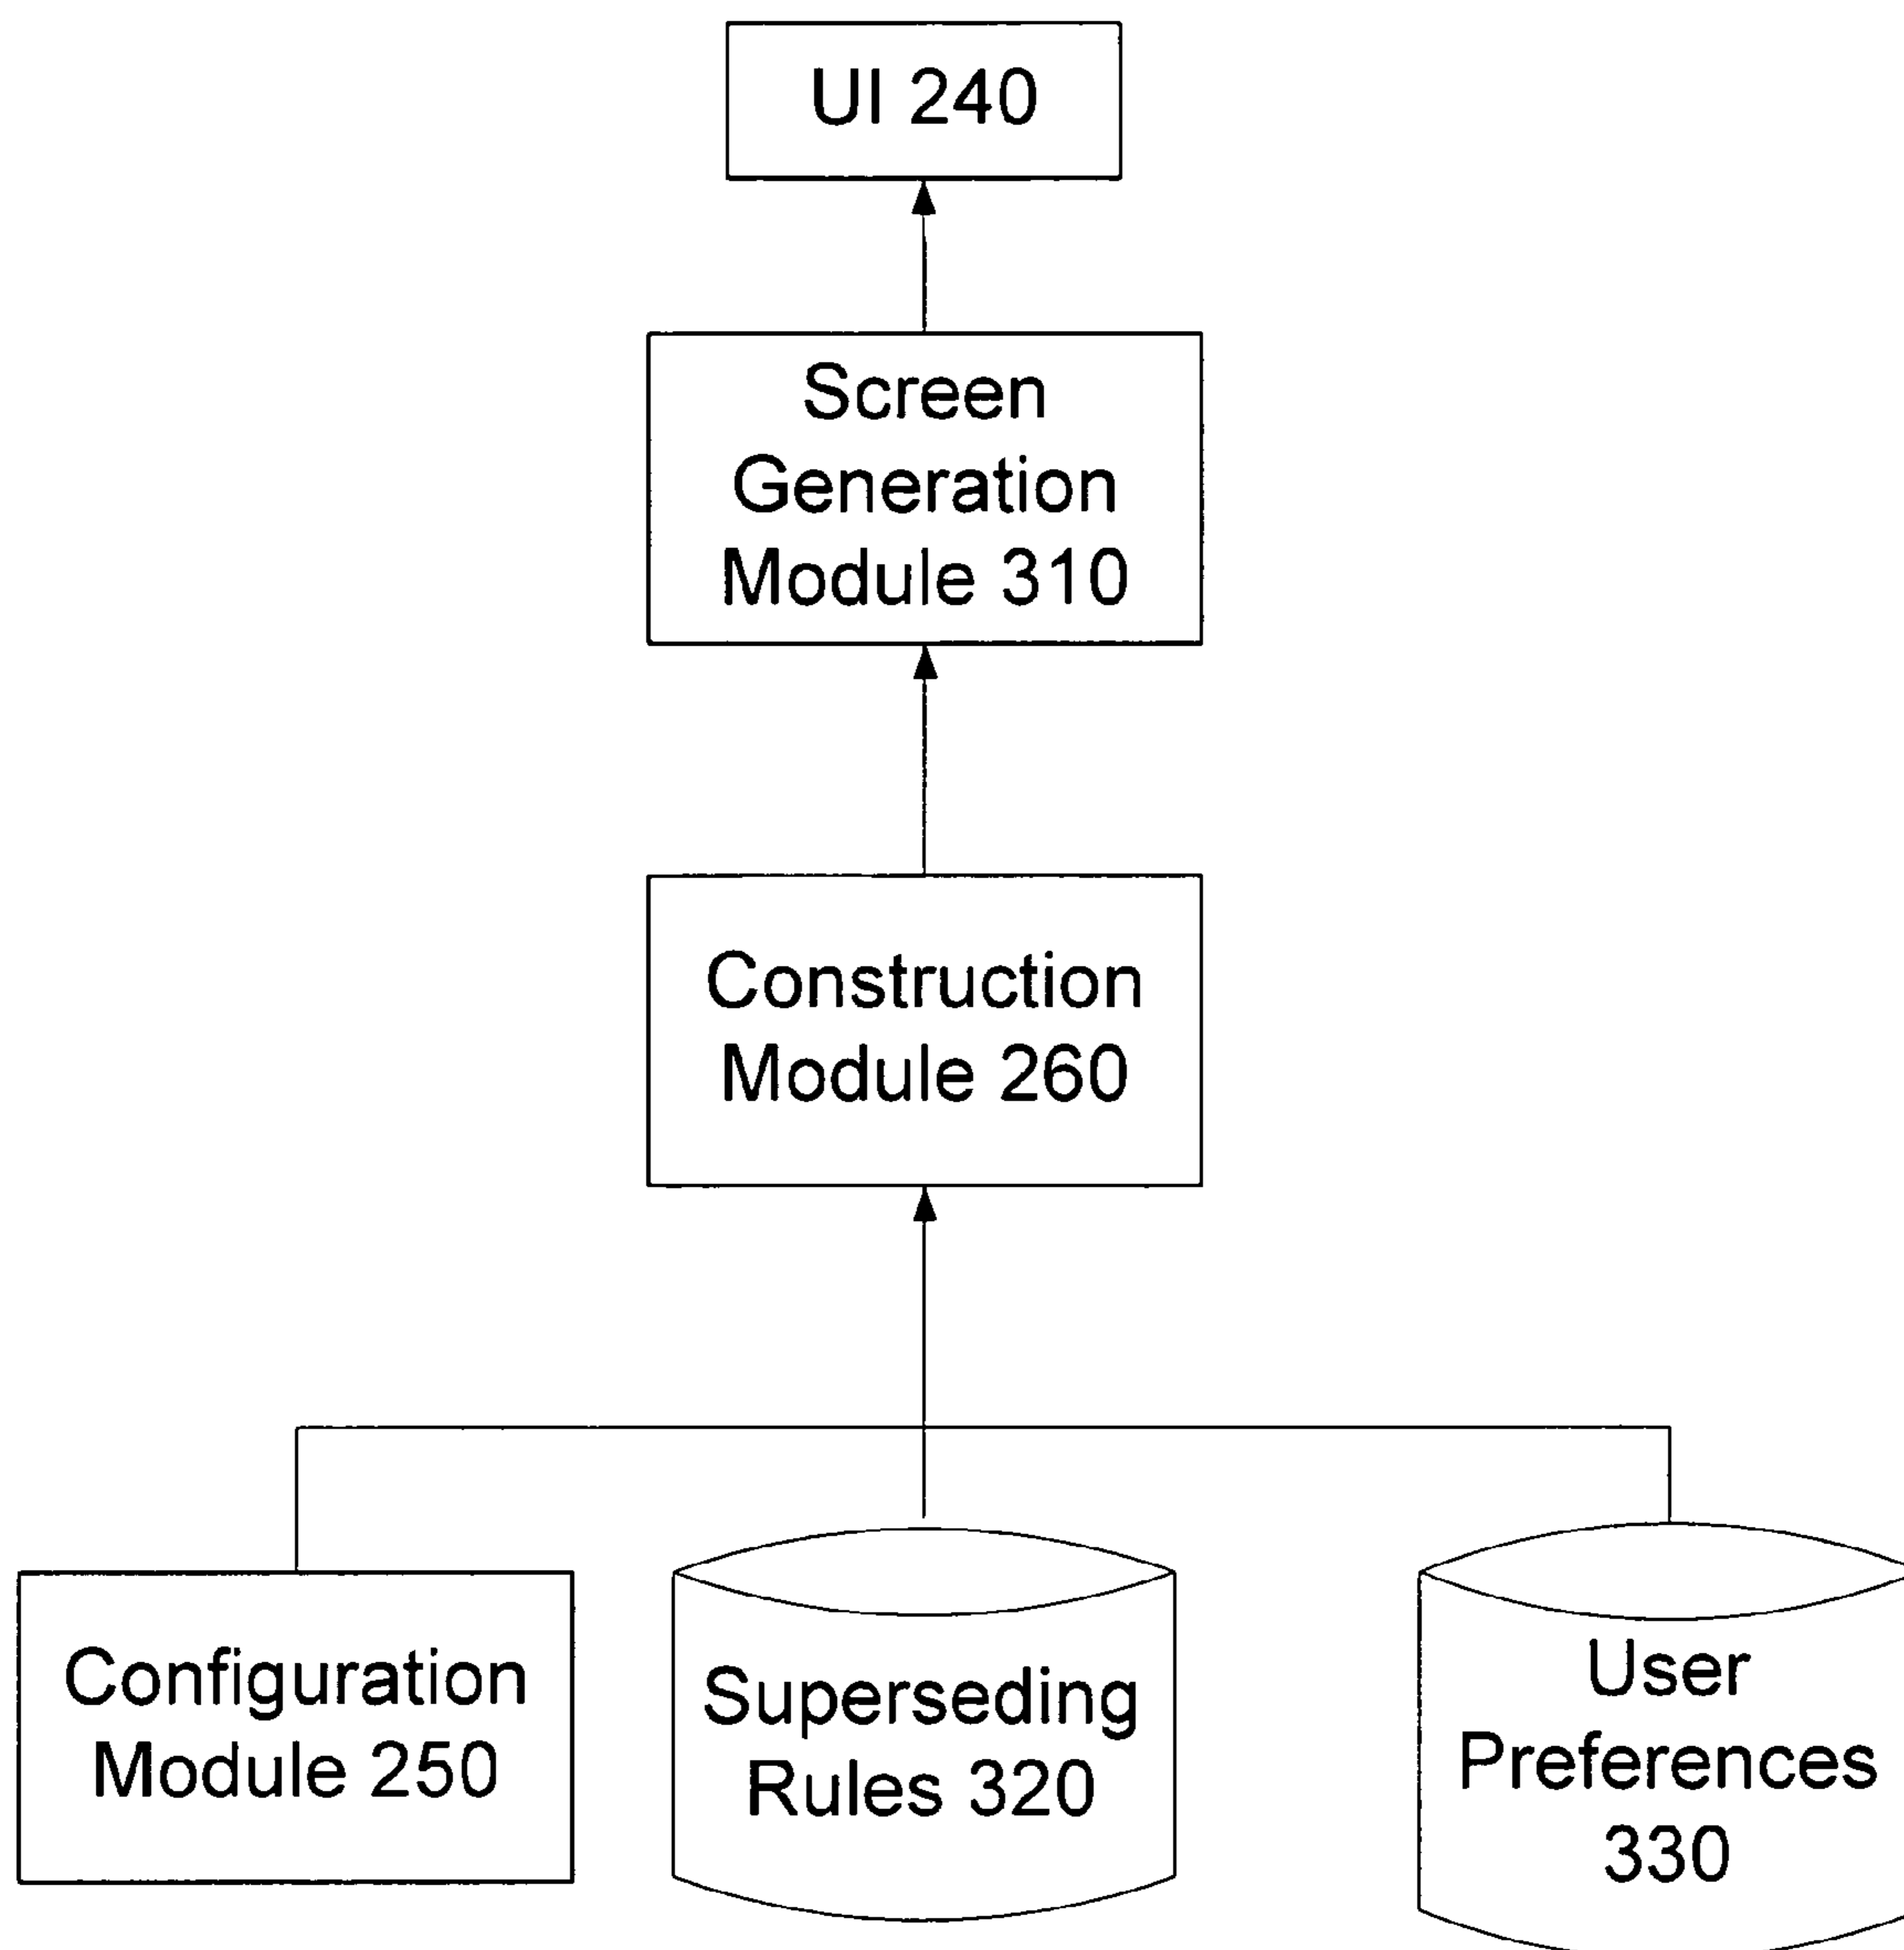 UI 240
Screen
Generation
Module 310
Construction
Module 260
Configuration
Module 250
Superseding
Rules 320
User
Preferences
330